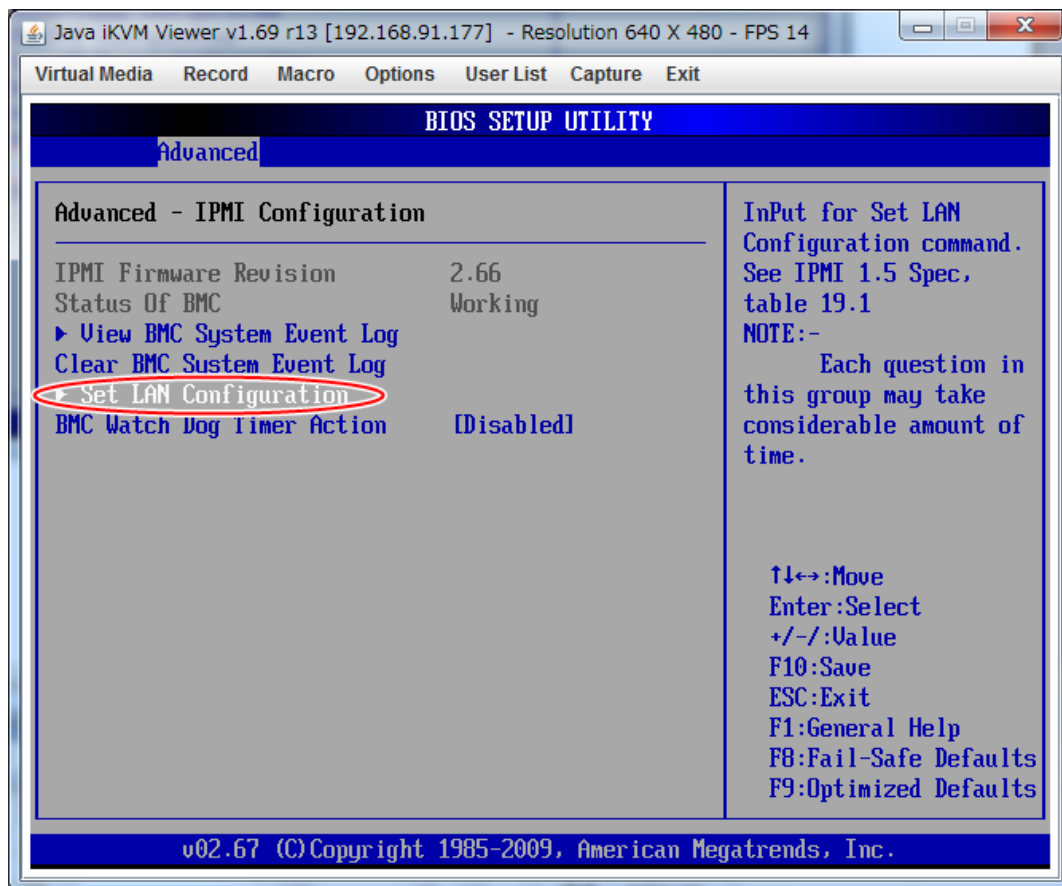 Java iKVM Viewer v1.69 r13 [192.168.91.177] - Resolution 640 X 480 - FPS 14
Virtual Media Record Macro Options User List Capture Exit
BIOS SETUP UTILITY
Advanced
Advanced - IPMI Configuration
IPMI Firmware Revision 2.66
Status Of BMC Working
▶ View BMC System Event Log
Clear BMC System Event Log
▶ Set LAN Configuration
BMC Watch Dog Timer Action [Disabled]
InPut for Set LAN
Configuration command.
See IPMI 1.5 Spec,
table 19.1
NOTE:-
Each question in
this group may take
considerable amount of
time.
↑↓←→:Move
Enter:Select
+/-/:Value
F10:Save
ESC:Exit
F1:General Help
F8:Fail-Safe Defaults
F9:Optimized Defaults
v02.67 (C)Copyright 1985-2009, American Megatrends, Inc.